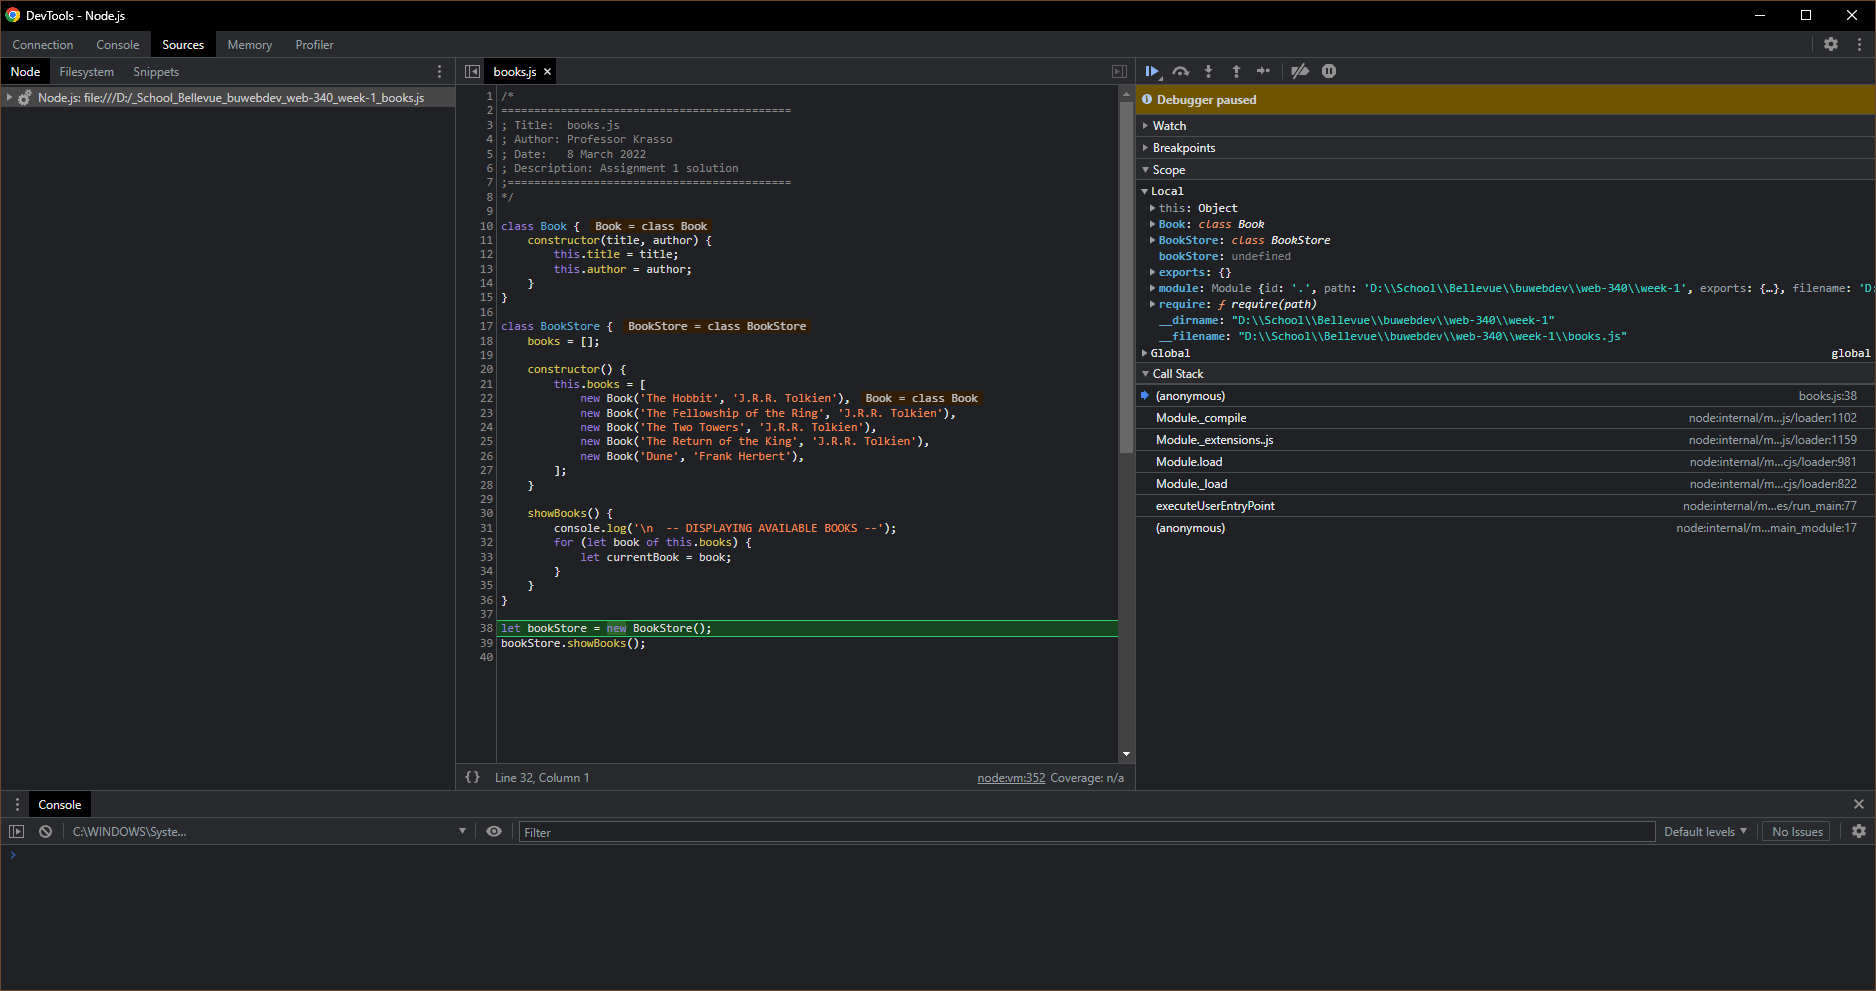 DevTools - Node.js
Connection Console Sources Memory Profiler
Node Filesystem Snippets
Node.js: file:///D:/_School_Bellevue_buwebdev_web-340_week-1_books.js
books.js ×
1 /*
2 ============================================
3 ; Title:  books.js
4 ; Author: Professor Krasso
5 ; Date:   8 March 2022
6 ; Description: Assignment 1 solution
7 ;===========================================
8 */
9
10 class Book { Book = class Book
11     constructor(title, author) {
12         this.title = title;
13         this.author = author;
14     }
15 }
16
17 class BookStore { BookStore = class BookStore
18     books = [];
19
20     constructor() {
21         this.books = [
22             new Book('The Hobbit', 'J.R.R. Tolkien'), Book = class Book
23             new Book('The Fellowship of the Ring', 'J.R.R. Tolkien'),
24             new Book('The Two Towers', 'J.R.R. Tolkien'),
25             new Book('The Return of the King', 'J.R.R. Tolkien'),
26             new Book('Dune', 'Frank Herbert'),
27         ];
28     }
29
30     showBooks() {
31         console.log('\n  -- DISPLAYING AVAILABLE BOOKS --');
32         for (let book of this.books) {
33             let currentBook = book;
34         }
35     }
36 }
37
38 let bookStore = new BookStore();
39 bookStore.showBooks();
40
{} Line 32, Column 1 node:vm:352 Coverage: n/a
Debugger paused
Watch
Breakpoints
Scope
Local
this: Object
Book: class Book
BookStore: class BookStore
bookStore: undefined
exports: {}
module: Module {id: '.', path: 'D:\\School\\Bellevue\\buwebdev\\web-340\\week-1', exports: {…}, filename: 'D:
require: ƒ require(path)
__dirname: "D:\\School\\Bellevue\\buwebdev\\web-340\\week-1"
__filename: "D:\\School\\Bellevue\\buwebdev\\web-340\\week-1\\books.js"
Global global
Call Stack
(anonymous) books.js:38
Module._compile node:internal/m…js/loader:1102
Module._extensions..js node:internal/m…js/loader:1159
Module.load node:internal/m…cjs/loader:981
Module._load node:internal/m…cjs/loader:822
executeUserEntryPoint node:internal/m…es/run_main:77
(anonymous) node:internal/m…main_module:17
Console
C:\WINDOWS\Syste… Filter Default levels No Issues